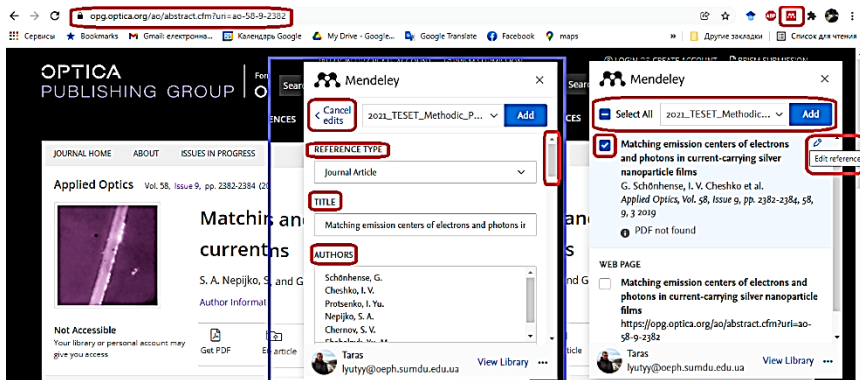 opg.optica.org/ao/abstract.cfm?uri=ao-58-9-2382
Сервисы Bookmarks Gmail: електронна... Календарь Google My Drive - Google... Google Translate Facebook maps » Другие закладки Список для чтения
OPTICA
PUBLISHING GROUP
JOURNAL HOME ABOUT ISSUES IN PROGRESS
Applied Optics Vol. 58, Issue 9, pp. 2382-2384 (20
Matchi
current
S. A. Nepijko, S.
Author Informat
Not Accessible
Your library or personal account may
give you access
Get PDF
article
Mendeley
Cancel
edits
2021_TESET_Methodic_P...
Add
REFERENCE TYPE
Journal Article
TITLE
Matching emission centers of electrons and photons ir
AUTHORS
Schönhense, G.
Cheshko, I. V.
Protsenko, I. Yu.
Nepijko, S. A.
Chernov, S. V.
Taras
lyutyy@oeph.sumdu.edu.ua
View Library
Mendeley
Select All 2021_TESET_Methodic... Add
Matching emission centers of electrons
and photons in current-carrying silver
nanoparticle films
G. Schönhense, I. V. Cheshko et al.
Applied Optics, Vol. 58, Issue 9, pp. 2382-2384, 58,
9, 3 2019
PDF not found
Edit reference
WEB PAGE
Matching emission centers of electrons and
photons in current-carrying silver nanoparticle
films
https://opg.optica.org/ao/abstract.cfm?uri=ao-
58-9-2382
Taras
lyutyy@oeph.sumdu.edu.ua
View Library